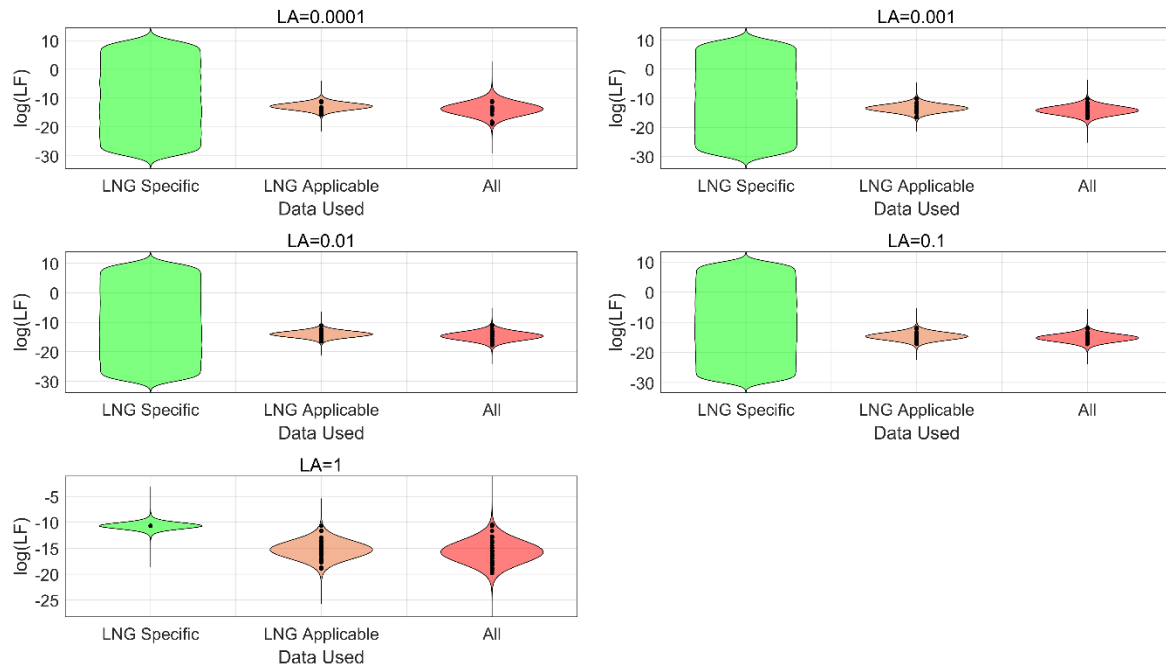 LA=0.0001
10
0
-10
-20
-30
log(LF)
LNG Specific LNG Applicable All
Data Used
LA=0.001
10
0
-10
-20
-30
log(LF)
LNG Specific LNG Applicable All
Data Used
LA=0.01
10
0
-10
-20
-30
log(LF)
LNG Specific LNG Applicable All
Data Used
LA=0.1
10
0
-10
-20
-30
log(LF)
LNG Specific LNG Applicable All
Data Used
LA=1
-5
-10
-15
-20
-25
log(LF)
LNG Specific LNG Applicable All
Data Used